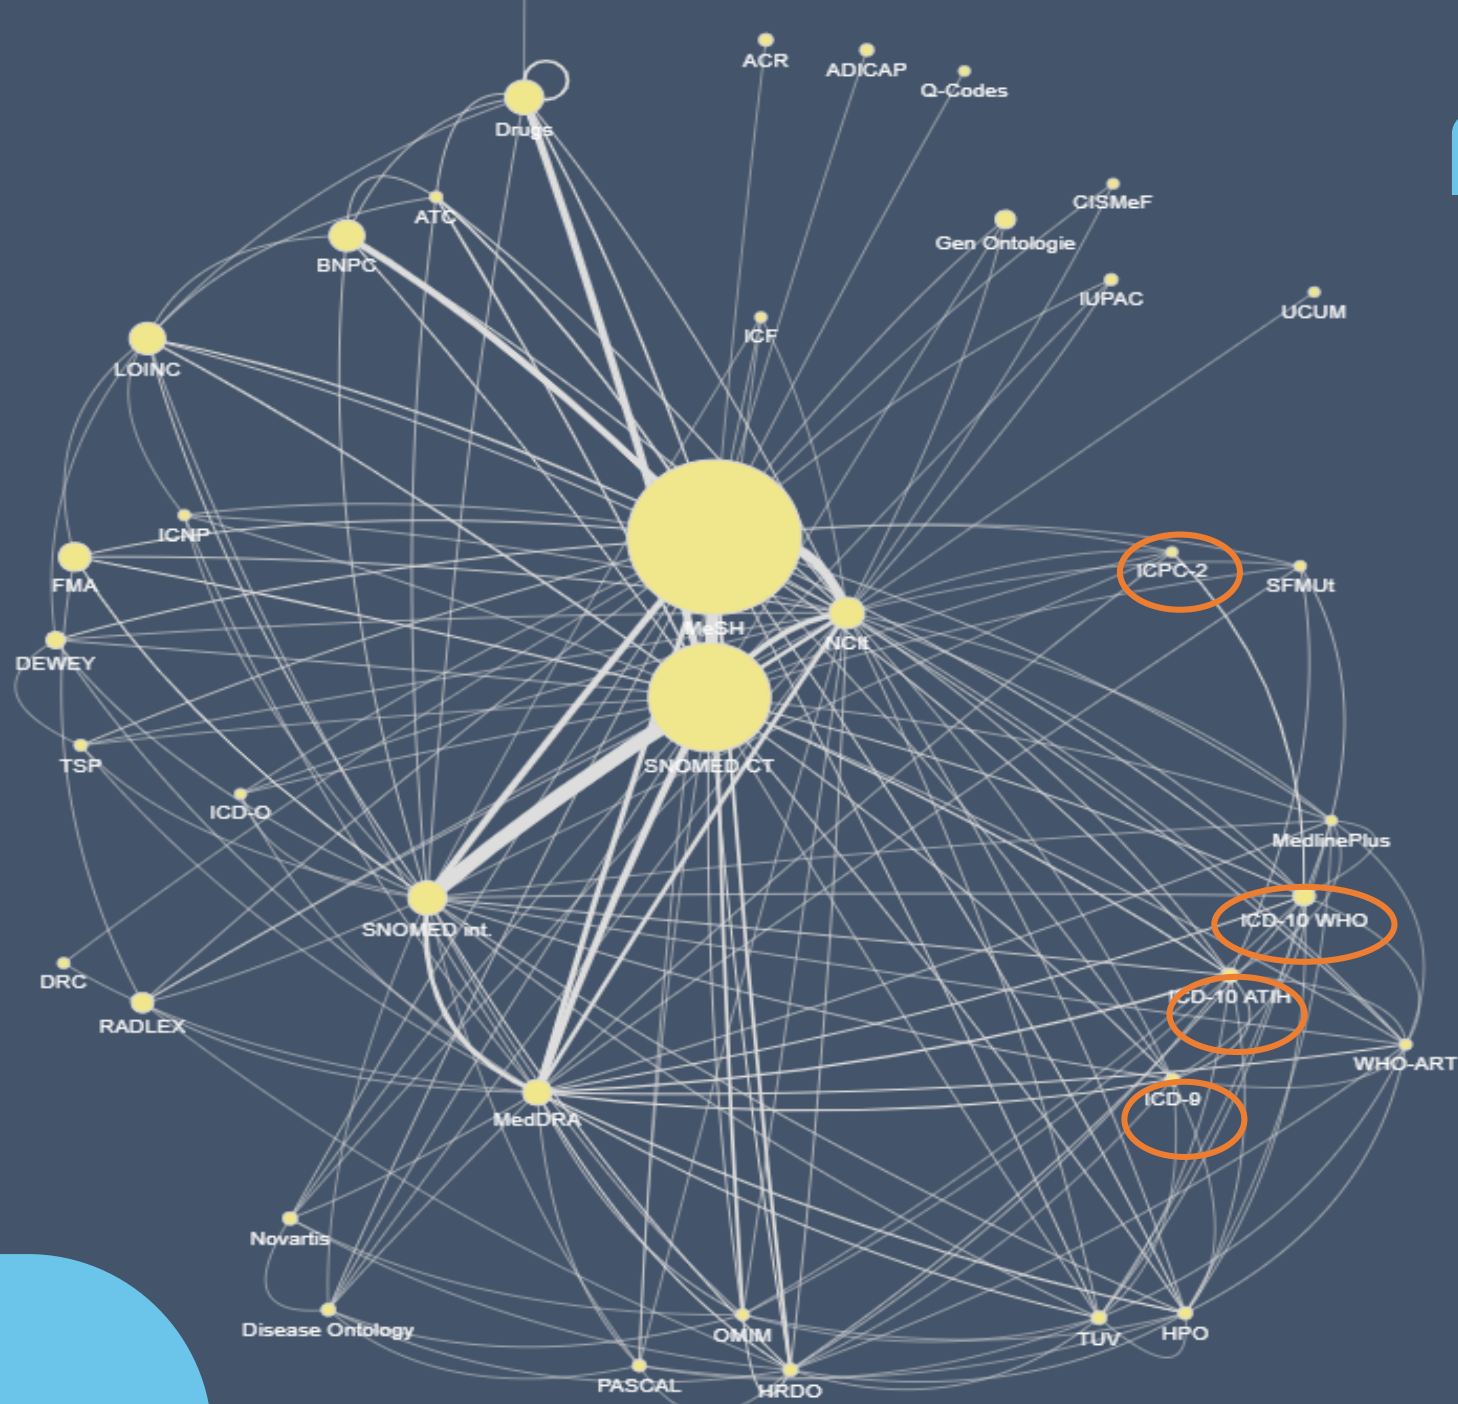 ACR
ADICAP
Q-Codes
Drugs
CISMeF
ATC
Gen Ontologie
BNPC
IUPAC
UCUM
ICF
LOINC
ICNP
ICPC-2
FMA
SFMUt
MeSH
NCIt
DEWEY
TSP
SNOMED CT
ICD-O
MedlinePlus
ICD-10 WHO
SNOMED int.
DRC
ICD-10 ATIH
RADLEX
WHO-ART
ICD-9
MedDRA
Novartis
Disease Ontology
OMIM
TUV
HPO
PASCAL
HRDO